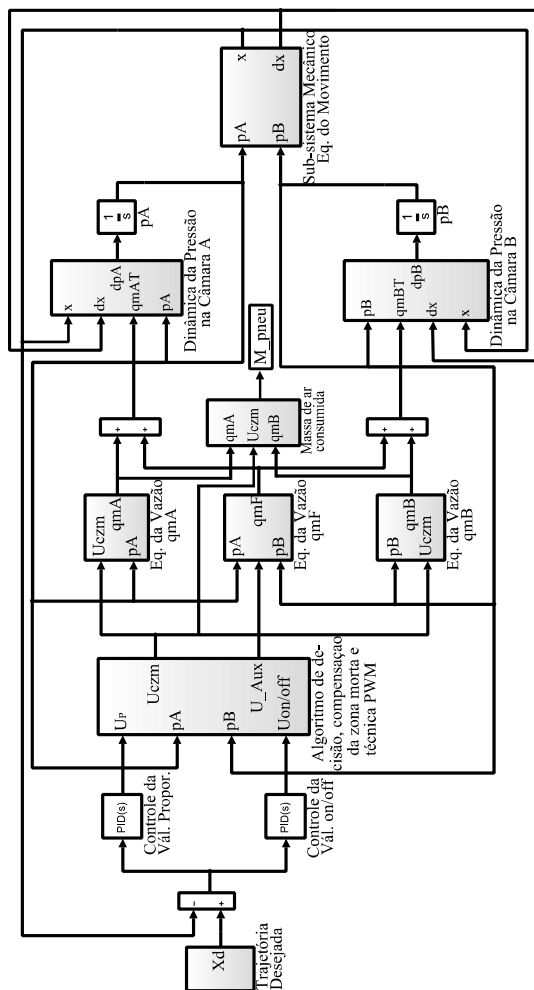 Xd
Trajetória
Desejada
−
+
PID(s)
Controle da
Vál. Propor.
PID(s)
Controle da
Vál. on/off
UP
pA
pB
Uon/off
Uczm
U_Aux
Algoritmo de de-
cisão, compensaçao
da zona morta e
técnica PWM
Uczm
pA
qmA
Eq. da Vazão
qmA
pA
pB
qmF
Eq. da Vazão
qmF
pB
Uczm
qmB
Eq. da Vazão
qmB
+
+
qmA
Uczm
qmB
Massa de ar
consumida
+
+
M_pneu
x
dx
qmAT
pA
dpA
Dinâmica da Pressão
na Câmara A
pB
qmBT
dx
x
dpB
Dinâmica da Pressão
na Câmara B
1
s
pA
1
s
pB
pA
pB
x
dx
Sub-sistema Mecânico
Eq. do Movimento